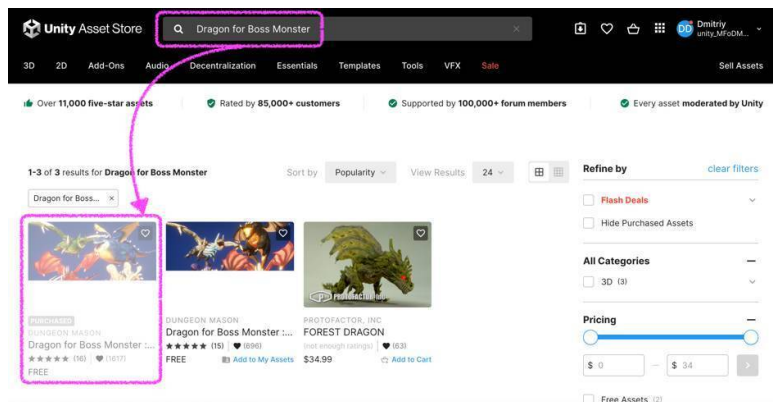 Unity Asset Store
Dragon for Boss Monster
×
DD
Dmitriy
unity_MFoDM...
3D 2D Add-Ons Audio Decentralization Essentials Templates Tools VFX Sale Sell Assets
Over 11,000 five-star assets
Rated by 85,000+ customers
Supported by 100,000+ forum members
Every asset moderated by Unity
1-3 of 3 results for Dragon for Boss Monster
Sort by Popularity View Results 24
Dragon for Boss... ×
PURCHASED
DUNGEON MASON
Dragon for Boss Monster :...
★★★★★ (16) (1617)
FREE
DUNGEON MASON
Dragon for Boss Monster :...
★★★★★ (15) (696)
FREE Add to My Assets
PROTOFACTOR INC
PROTOFACTOR, INC
FOREST DRAGON
(not enough ratings) (63)
$34.99 Add to Cart
Refine by clear filters
Flash Deals
Hide Purchased Assets
All Categories
3D (3)
Pricing
$ 0 – $ 34
Free Assets (2)